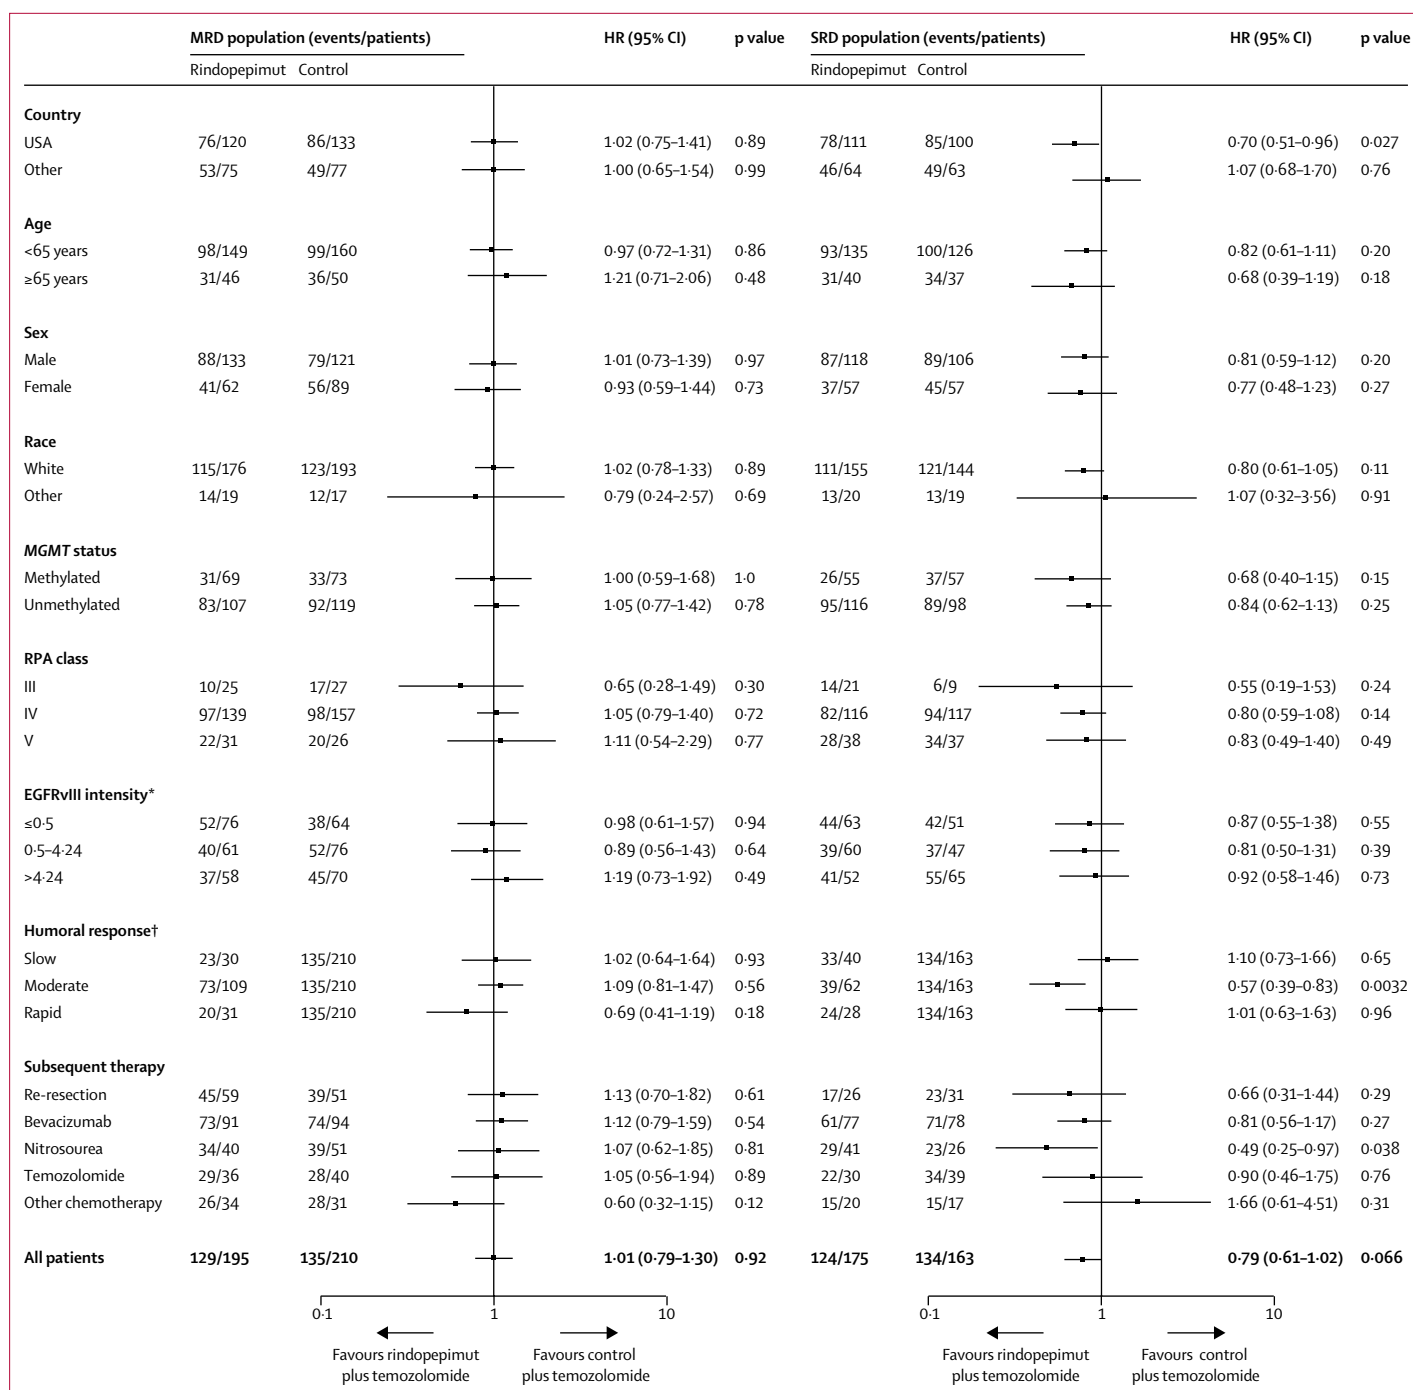 MRD population (events/patients) HR (95% CI) p value SRD population (events/patients) HR (95% CI) p value
Rindopepimut Control Rindopepimut Control
Country
USA 76/120 86/133 1·02 (0·75–1·41) 0·89 78/111 85/100 0·70 (0·51–0·96) 0·027
Other 53/75 49/77 1·00 (0·65–1·54) 0·99 46/64 49/63 1·07 (0·68–1·70) 0·76
Age
<65 years 98/149 99/160 0·97 (0·72–1·31) 0·86 93/135 100/126 0·82 (0·61–1·11) 0·20
≥65 years 31/46 36/50 1·21 (0·71–2·06) 0·48 31/40 34/37 0·68 (0·39–1·19) 0·18
Sex
Male 88/133 79/121 1·01 (0·73–1·39) 0·97 87/118 89/106 0·81 (0·59–1·12) 0·20
Female 41/62 56/89 0·93 (0·59–1·44) 0·73 37/57 45/57 0·77 (0·48–1·23) 0·27
Race
White 115/176 123/193 1·02 (0·78–1·33) 0·89 111/155 121/144 0·80 (0·61–1·05) 0·11
Other 14/19 12/17 0·79 (0·24–2·57) 0·69 13/20 13/19 1·07 (0·32–3·56) 0·91
MGMT status
Methylated 31/69 33/73 1·00 (0·59–1·68) 1·0 26/55 37/57 0·68 (0·40–1·15) 0·15
Unmethylated 83/107 92/119 1·05 (0·77–1·42) 0·78 95/116 89/98 0·84 (0·62–1·13) 0·25
RPA class
III 10/25 17/27 0·65 (0·28–1·49) 0·30 14/21 6/9 0·55 (0·19–1·53) 0·24
IV 97/139 98/157 1·05 (0·79–1·40) 0·72 82/116 94/117 0·80 (0·59–1·08) 0·14
V 22/31 20/26 1·11 (0·54–2·29) 0·77 28/38 34/37 0·83 (0·49–1·40) 0·49
EGFRvIII intensity*
≤0·5 52/76 38/64 0·98 (0·61–1·57) 0·94 44/63 42/51 0·87 (0·55–1·38) 0·55
0·5–4·24 40/61 52/76 0·89 (0·56–1·43) 0·64 39/60 37/47 0·81 (0·50–1·31) 0·39
>4·24 37/58 45/70 1·19 (0·73–1·92) 0·49 41/52 55/65 0·92 (0·58–1·46) 0·73
Humoral response†
Slow 23/30 135/210 1·02 (0·64–1·64) 0·93 33/40 134/163 1·10 (0·73–1·66) 0·65
Moderate 73/109 135/210 1·09 (0·81–1·47) 0·56 39/62 134/163 0·57 (0·39–0·83) 0·0032
Rapid 20/31 135/210 0·69 (0·41–1·19) 0·18 24/28 134/163 1·01 (0·63–1·63) 0·96
Subsequent therapy
Re-resection 45/59 39/51 1·13 (0·70–1·82) 0·61 17/26 23/31 0·66 (0·31–1·44) 0·29
Bevacizumab 73/91 74/94 1·12 (0·79–1·59) 0·54 61/77 71/78 0·81 (0·56–1·17) 0·27
Nitrosourea 34/40 39/51 1·07 (0·62–1·85) 0·81 29/41 23/26 0·49 (0·25–0·97) 0·038
Temozolomide 29/36 28/40 1·05 (0·56–1·94) 0·89 22/30 34/39 0·90 (0·46–1·75) 0·76
Other chemotherapy 26/34 28/31 0·60 (0·32–1·15) 0·12 15/20 15/17 1·66 (0·61–4·51) 0·31
All patients 129/195 135/210 1·01 (0·79–1·30) 0·92 124/175 134/163 0·79 (0·61–1·02) 0·066
0·1 1 10 0·1 1 10
Favours rindopepimut Favours control Favours rindopepimut Favours control
plus temozolomide plus temozolomide plus temozolomide plus temozolomide